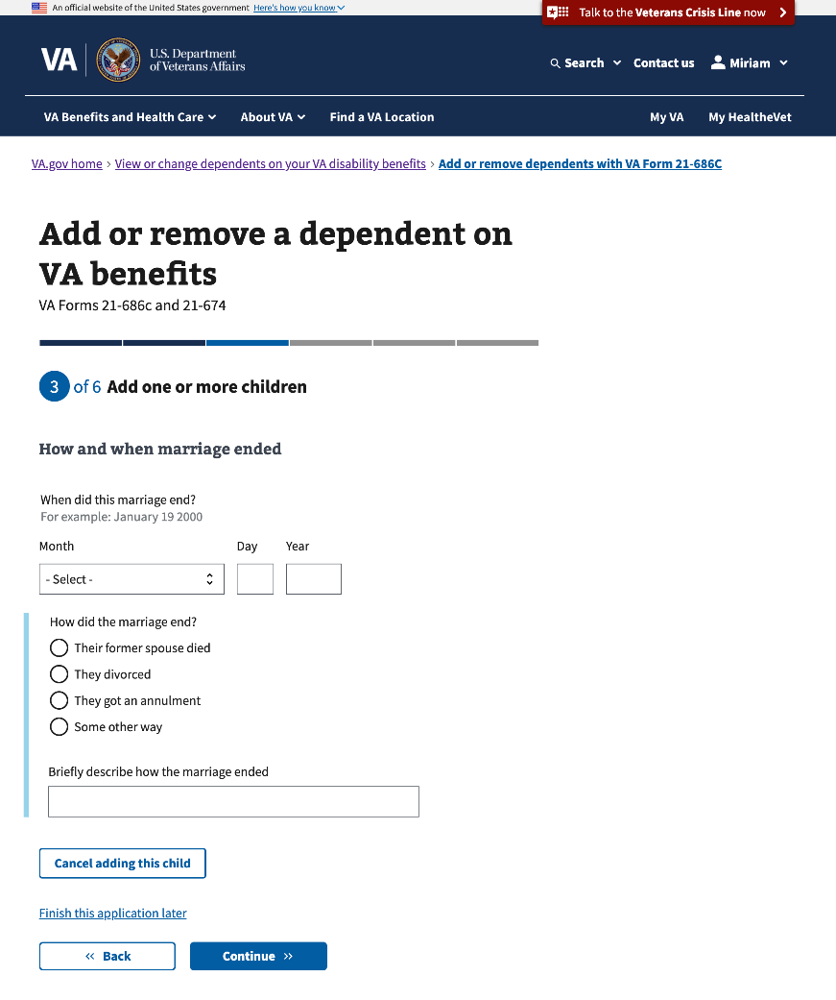 An official website of the United States government Here's how you know
Talk to the Veterans Crisis Line now
VA
U.S. Department
of Veterans Affairs
Search Contact us Miriam
VA Benefits and Health Care About VA Find a VA Location My VA My HealtheVet
VA.gov home › View or change dependents on your VA disability benefits › Add or remove dependents with VA Form 21-686C
Add or remove a dependent on
VA benefits
VA Forms 21-686c and 21-674
3 of 6 Add one or more children
How and when marriage ended
When did this marriage end?
For example: January 19 2000
Month Day Year
- Select -
How did the marriage end?
Their former spouse died
They divorced
They got an annulment
Some other way
Briefly describe how the marriage ended
Cancel adding this child
Finish this application later
« Back Continue »